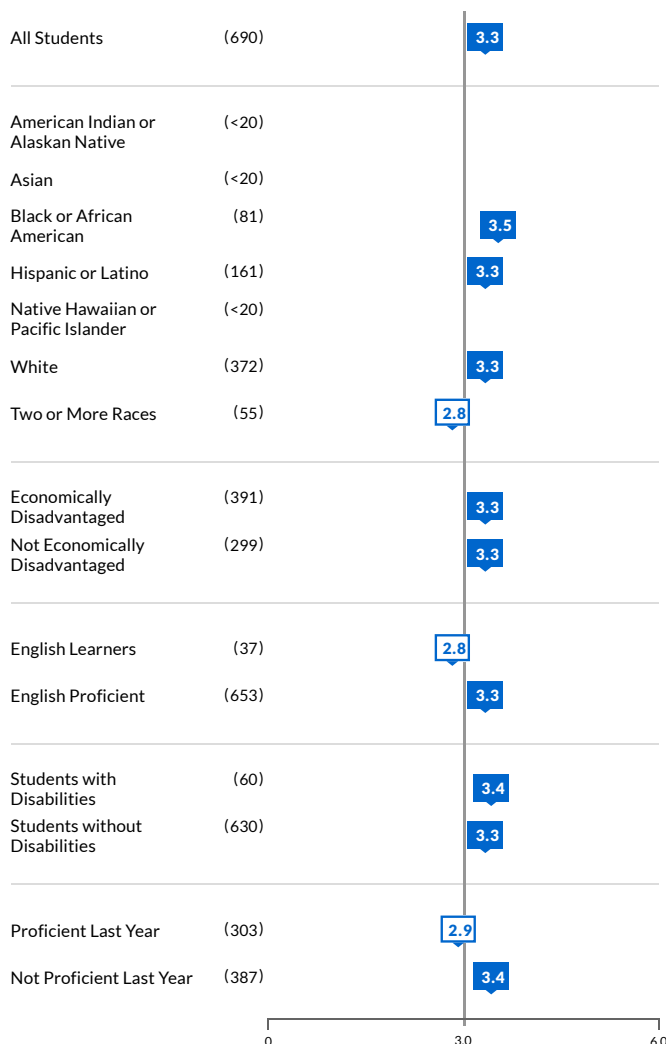 All Students (690) 3.3
American Indian or (<20)
Alaskan Native
Asian (<20)
Black or African (81) 3.5
American
Hispanic or Latino (161) 3.3
Native Hawaiian or (<20)
Pacific Islander
White (372) 3.3
Two or More Races (55) 2.8
Economically (391) 3.3
Disadvantaged
Not Economically (299) 3.3
Disadvantaged
English Learners (37) 2.8
English Proficient (653) 3.3
Students with (60) 3.4
Disabilities
Students without (630) 3.3
Disabilities
Proficient Last Year (303) 2.9
Not Proficient Last Year (387) 3.4
0 3.0 6.0